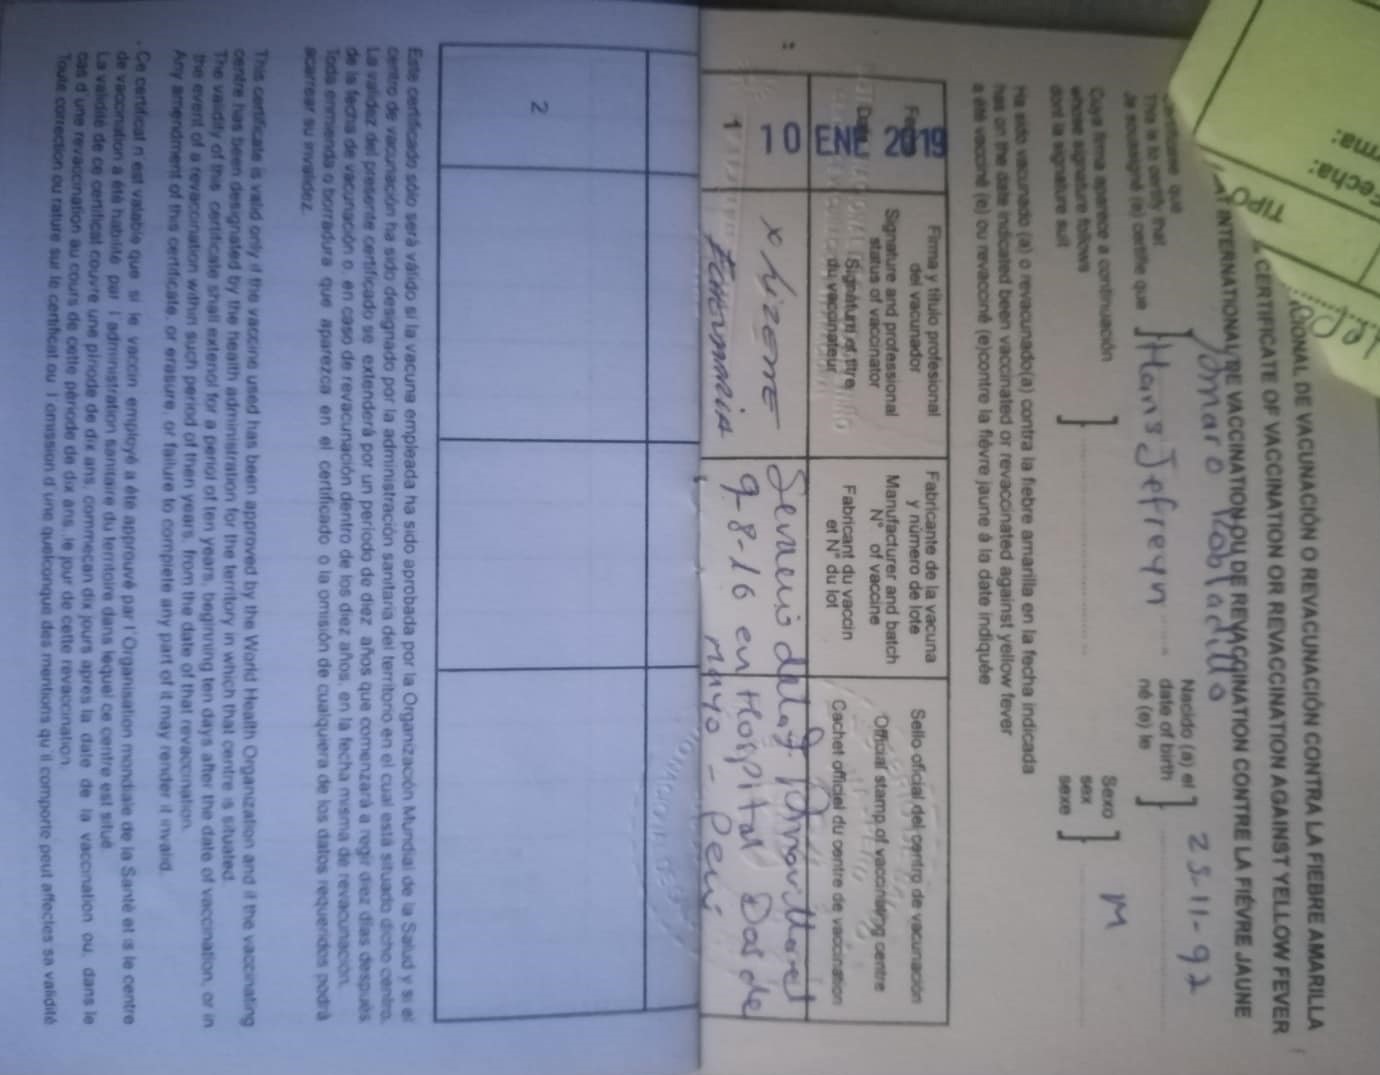 TIPO
Fecha:
CIONAL DE VACUNACIÓN O REVACUNACIÓN CONTRA LA FIEBRE AMARILLA
CERTIFICATE OF VACCINATION OR REVACCINATION AGAINST YELLOW FEVER
INTERNATIONAL DE VACCINATION OU DE REVACCINATION CONTRE LA FIÉVRE JAUNE
que
This is to certify that
Je soussigné (e) certifie que
Hans Jefreyn
Nacido (a) el
date of birth
né (e) le
23-11-92
Cuya firma aparece a continuación
whose signature follows
dont la signature suit
Sexo
sex
sexe
M
Ha sido vacunado (a) o revacunado(a) contra la fiebre amarilla en la fecha indicada
has on the date indicated been vaccinated or revaccinated against yellow fever
a été vacciné (e) ou revacciné (e)contre la fiévre jaune à la date indiquée
Firma y título profesional
del vacunador
Signature and professional
status of vaccinator
Signature et titre
du vaccinateur
Fabricante de la vacuna
y número de lote
Manufacturer and batch
N° of vaccine
Fabricant du vaccin
et N° du lot
Sello oficial del centro de vacunación
Official stamp of vaccinating centre
Cachet officiel du centre de vaccination
10 ENE 2019
1
9-8-16 en Hospital Dos de
mayo - Perú
2
Este certificado sólo será válido si la vacuna empleada ha sido aprobada por la Organización Mundial de la Salud y si el
centro de vacunación ha sido designado por la administración sanitaria del territorio en el cual está situado dicho centro.
La validez del presente certificado se extenderá por un período de diez años que comenzará a regir diez días después
de la fecha de vacunación o en caso de revacunación dentro de los diez años, en la fecha misma de revacunación.
Toda enmienda o borradura que aparezca en el certificado o la omisión de cualquiera de los datos requeridos podrá
acarrear su invalidez.
This certificate is valid only if the vaccine used has been approved by the World Health Organization and if the vaccinating
centre has been designated by the health administration for the territory in which that centre is situated.
The validity of this certificate shall extenol for a periol of ten years, beginning ten days after the date of vaccination, or in
the event of a revaccination within such period of then years, from the date of that revaccination.
Any amendment of this certificate, or erasure, or failure to complete any part of it may render it invalid.
Ce certificat n est valable que si le vaccin employé a éte approuvé par l'Organisation mondiale de la Santé et si le centre
de vaccination a été habilité par l administration sanitaire du territoire dans lequel ce centre est situé.
La validité de ce certificat couvre une période de dix ans, començan dix jours apres la date de la vaccination ou, dans le
cas d une revaccination au cours de cette période de dix ans, le jour de cette revaccination.
Toute correction ou rature sur le certificat ou l omission d une quelconque des mentions qu il comporte peut affectes sa validité